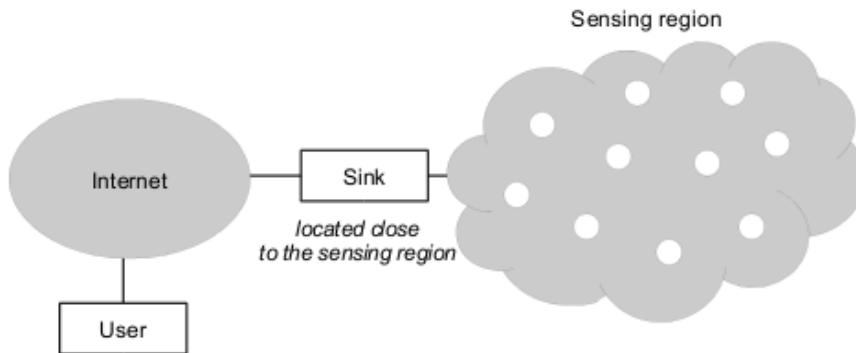 Sensing region
Internet
Sink
located close
to the sensing region
User